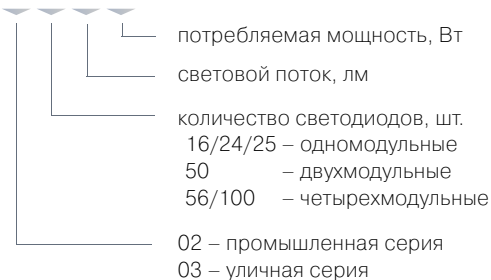 потребляемая мощность, Вт
световой поток, лм
количество светодиодов, шт.
16/24/25 – одномодульные
50 – двухмодульные
56/100 – четырехмодульные
02 – промышленная серия
03 – уличная серия